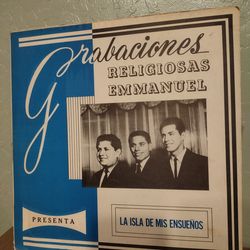 Grabaciones
RELIGIOSAS
EMMANUEL
PRESENTA
LA ISLA DE MIS ENSUEÑOS